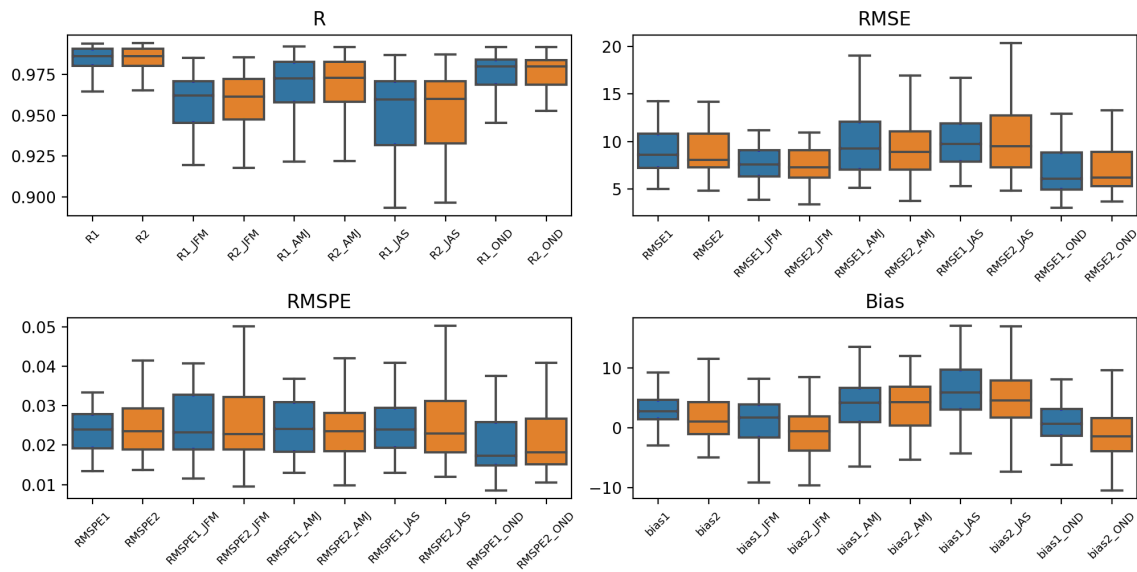 R
0.975
0.950
0.925
0.900
R1
R2
R1_JFM
R2_JFM
R1_AMJ
R2_AMJ
R1_JAS
R2_JAS
R1_OND
R2_OND
RMSE
20
15
10
5
RMSE1
RMSE2
RMSE1_JFM
RMSE2_JFM
RMSE1_AMJ
RMSE2_AMJ
RMSE1_JAS
RMSE2_JAS
RMSE1_OND
RMSE2_OND
RMSPE
0.05
0.04
0.03
0.02
0.01
RMSPE1
RMSPE2
RMSPE1_JFM
RMSPE2_JFM
RMSPE1_AMJ
RMSPE2_AMJ
RMSPE1_JAS
RMSPE2_JAS
RMSPE1_OND
RMSPE2_OND
Bias
10
0
−10
bias1
bias2
bias1_JFM
bias2_JFM
bias1_AMJ
bias2_AMJ
bias1_JAS
bias2_JAS
bias1_OND
bias2_OND